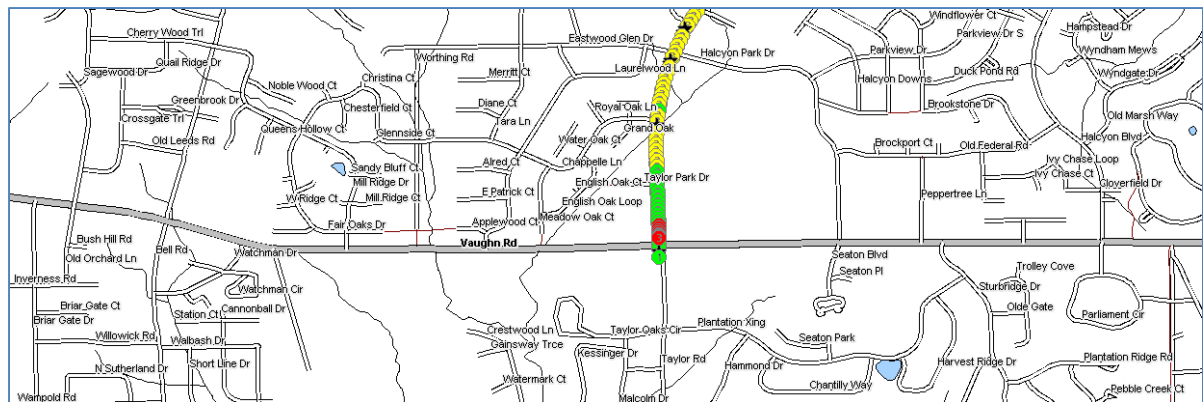 Windflower Ct
Hampstead Dr
Cherry Wood Trl
Eastwood Glen Dr
Parkview Dr S
Quail Ridge Dr
Worthing Rd
Halcyon Park Dr
Parkview Dr
Wyndham Mews
Sagewood Dr
Christina Ct
Merritt Ct
Laurelwood Ln
Halcyon Downs
Duck Pond Rd
Wyndgate Dr
Noble Wood Ct
Greenbrook Dr
Chesterfield Ct
Diane Ct
Royal Oak Ln
Brookstone Dr
Crossgate Trl
Tara Ln
Old Marsh Way
Queens Hollow Ct
Grand Oak
Halcyon Blvd
Old Leeds Rd
Glennside Ct
Water Oak Ct
Brockport Ct
Old Federal Rd
Sandy Bluff Ct
Alred Ct
Chappelle Ln
Ivy Chase Loop
Mill Ridge Dr
English Oak Ct
Taylor Park Dr
Ivy Chase Ct
Cloverfield Dr
W Ridge Ct
Mill Ridge Ct
E Patrick Ct
English Oak Loop
Peppertree Ln
Fair Oaks Dr
Applewood Ct
Meadow Oak Ct
Bush Hill Rd
Bell Rd
Watchman Dr
Vaughn Rd
3
Seaton Blvd
Old Orchard Ln
Seaton Pl
Trolley Cove
Inverness Rd
Watchman Cir
Sturbridge Dr
Briar Gate Ct
Cannonball Dr
Olde Gate
Parliament Cir
Briar Gate Dr
Station Ct
Willowick Rd
Walbash Dr
Crestwood Ln
Taylor Oaks Cir
Plantation Xing
Gainsway Trce
Seaton Park
Short Line Dr
Kessinger Dr
Taylor Rd
Hammond Dr
Harvest Ridge Dr
Plantation Ridge Rd
N Sutherland Dr
Watermark Ct
Chantilly Way
Pebble Creek Ct
Wampold Rd
Malcolm Dr